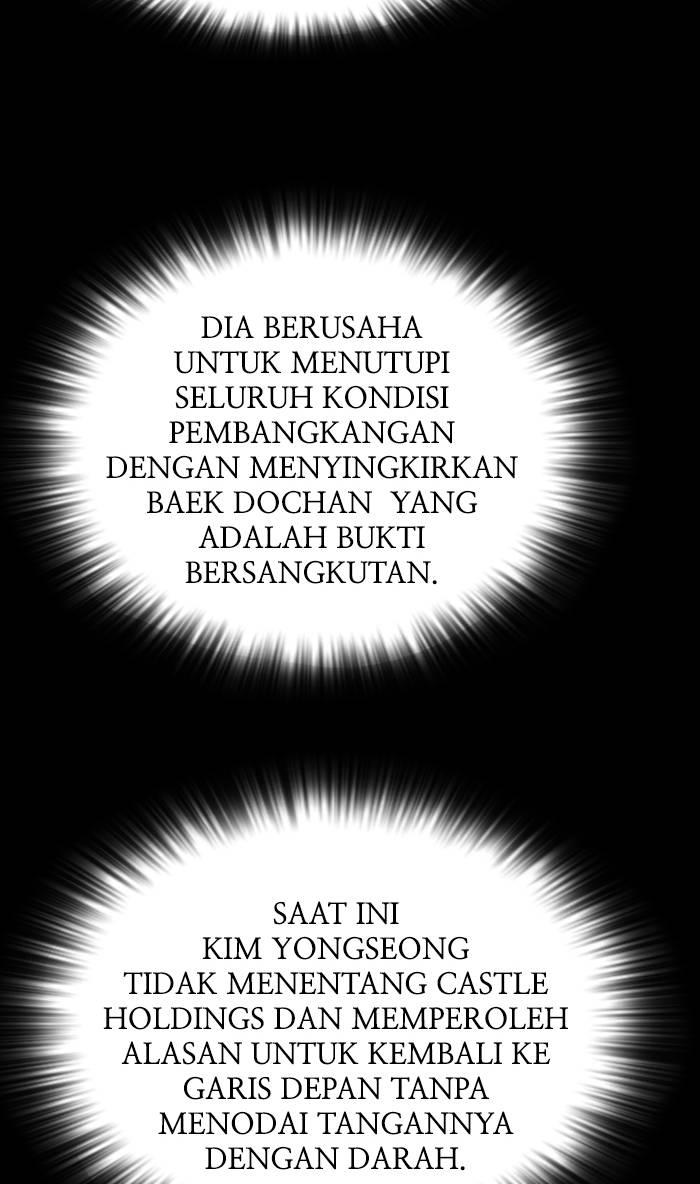 DIA BERUSAHA
UNTUK MENUTUPI
SELURUH KONDISI
PEMBANGKANGAN
DENGAN MENYINGKIRKAN
BAEK DOCHAN  YANG
ADALAH BUKTI
BERSANGKUTAN.
SAAT INI
KIM YONGSEONG
TIDAK MENENTANG CASTLE
HOLDINGS DAN MEMPEROLEH
ALASAN UNTUK KEMBALI KE
GARIS DEPAN TANPA
MENODAI TANGANNYA
DENGAN DARAH.